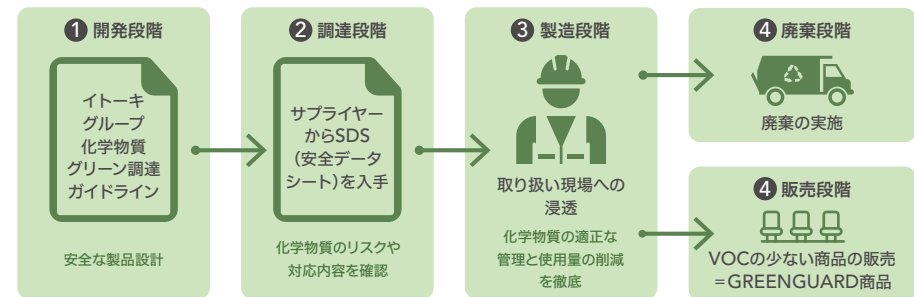 ❶ 開発段階
イトーキ
グループ
化学物質
グリーン調達
ガイドライン
安全な製品設計
❷ 調達段階
サプライヤー
からSDS
（安全データ
シート）を入手
化学物質のリスクや
対応内容を確認
❸ 製造段階
取り扱い現場への
浸透
化学物質の適正な
管理と使用量の削減
を徹底
❹ 廃棄段階
廃棄の実施
❹ 販売段階
VOCの少ない商品の販売
＝GREENGUARD商品